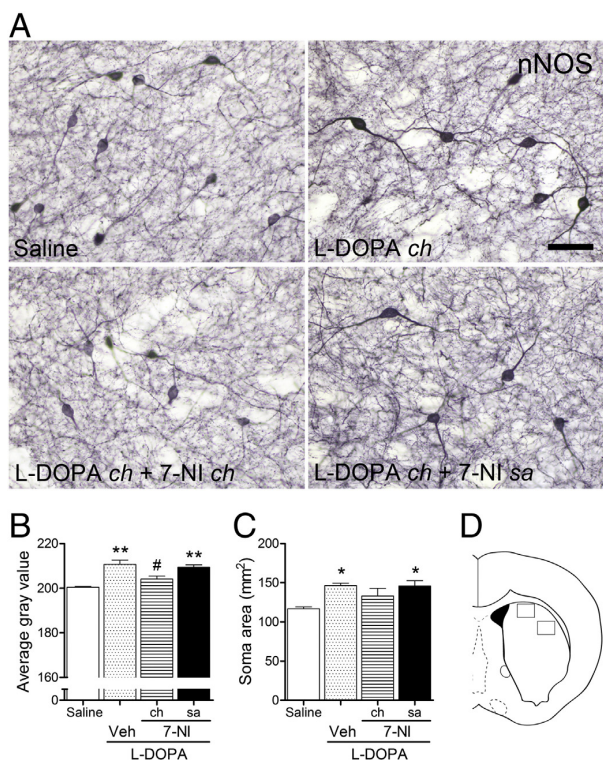 A
nNOS
Saline
L-DOPA ch
L-DOPA ch + 7-NI ch
L-DOPA ch + 7-NI sa
B
Average gray value
220
200
180
160
0
**
#
**
Saline
ch
sa
Veh
7-NI
L-DOPA
C
Soma area (mm²)
200
150
100
50
0
*
*
Saline
ch
sa
Veh
7-NI
L-DOPA
D